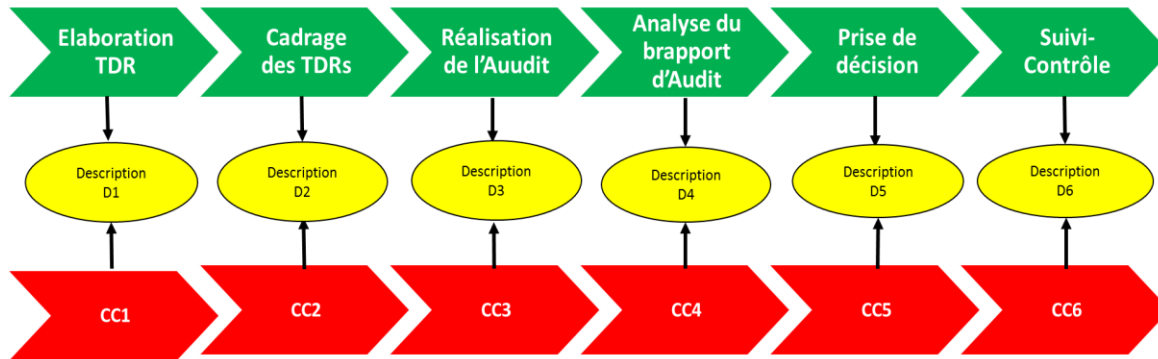 Elaboration
TDR
Cadrage
des TDRs
Réalisation
de l'Auudit
Analyse du
brapport
d'Audit
Prise de
décision
Suivi-
Contrôle
Description
D1
Description
D2
Description
D3
Description
D4
Description
D5
Description
D6
CC1
CC2
CC3
CC4
CC5
CC6